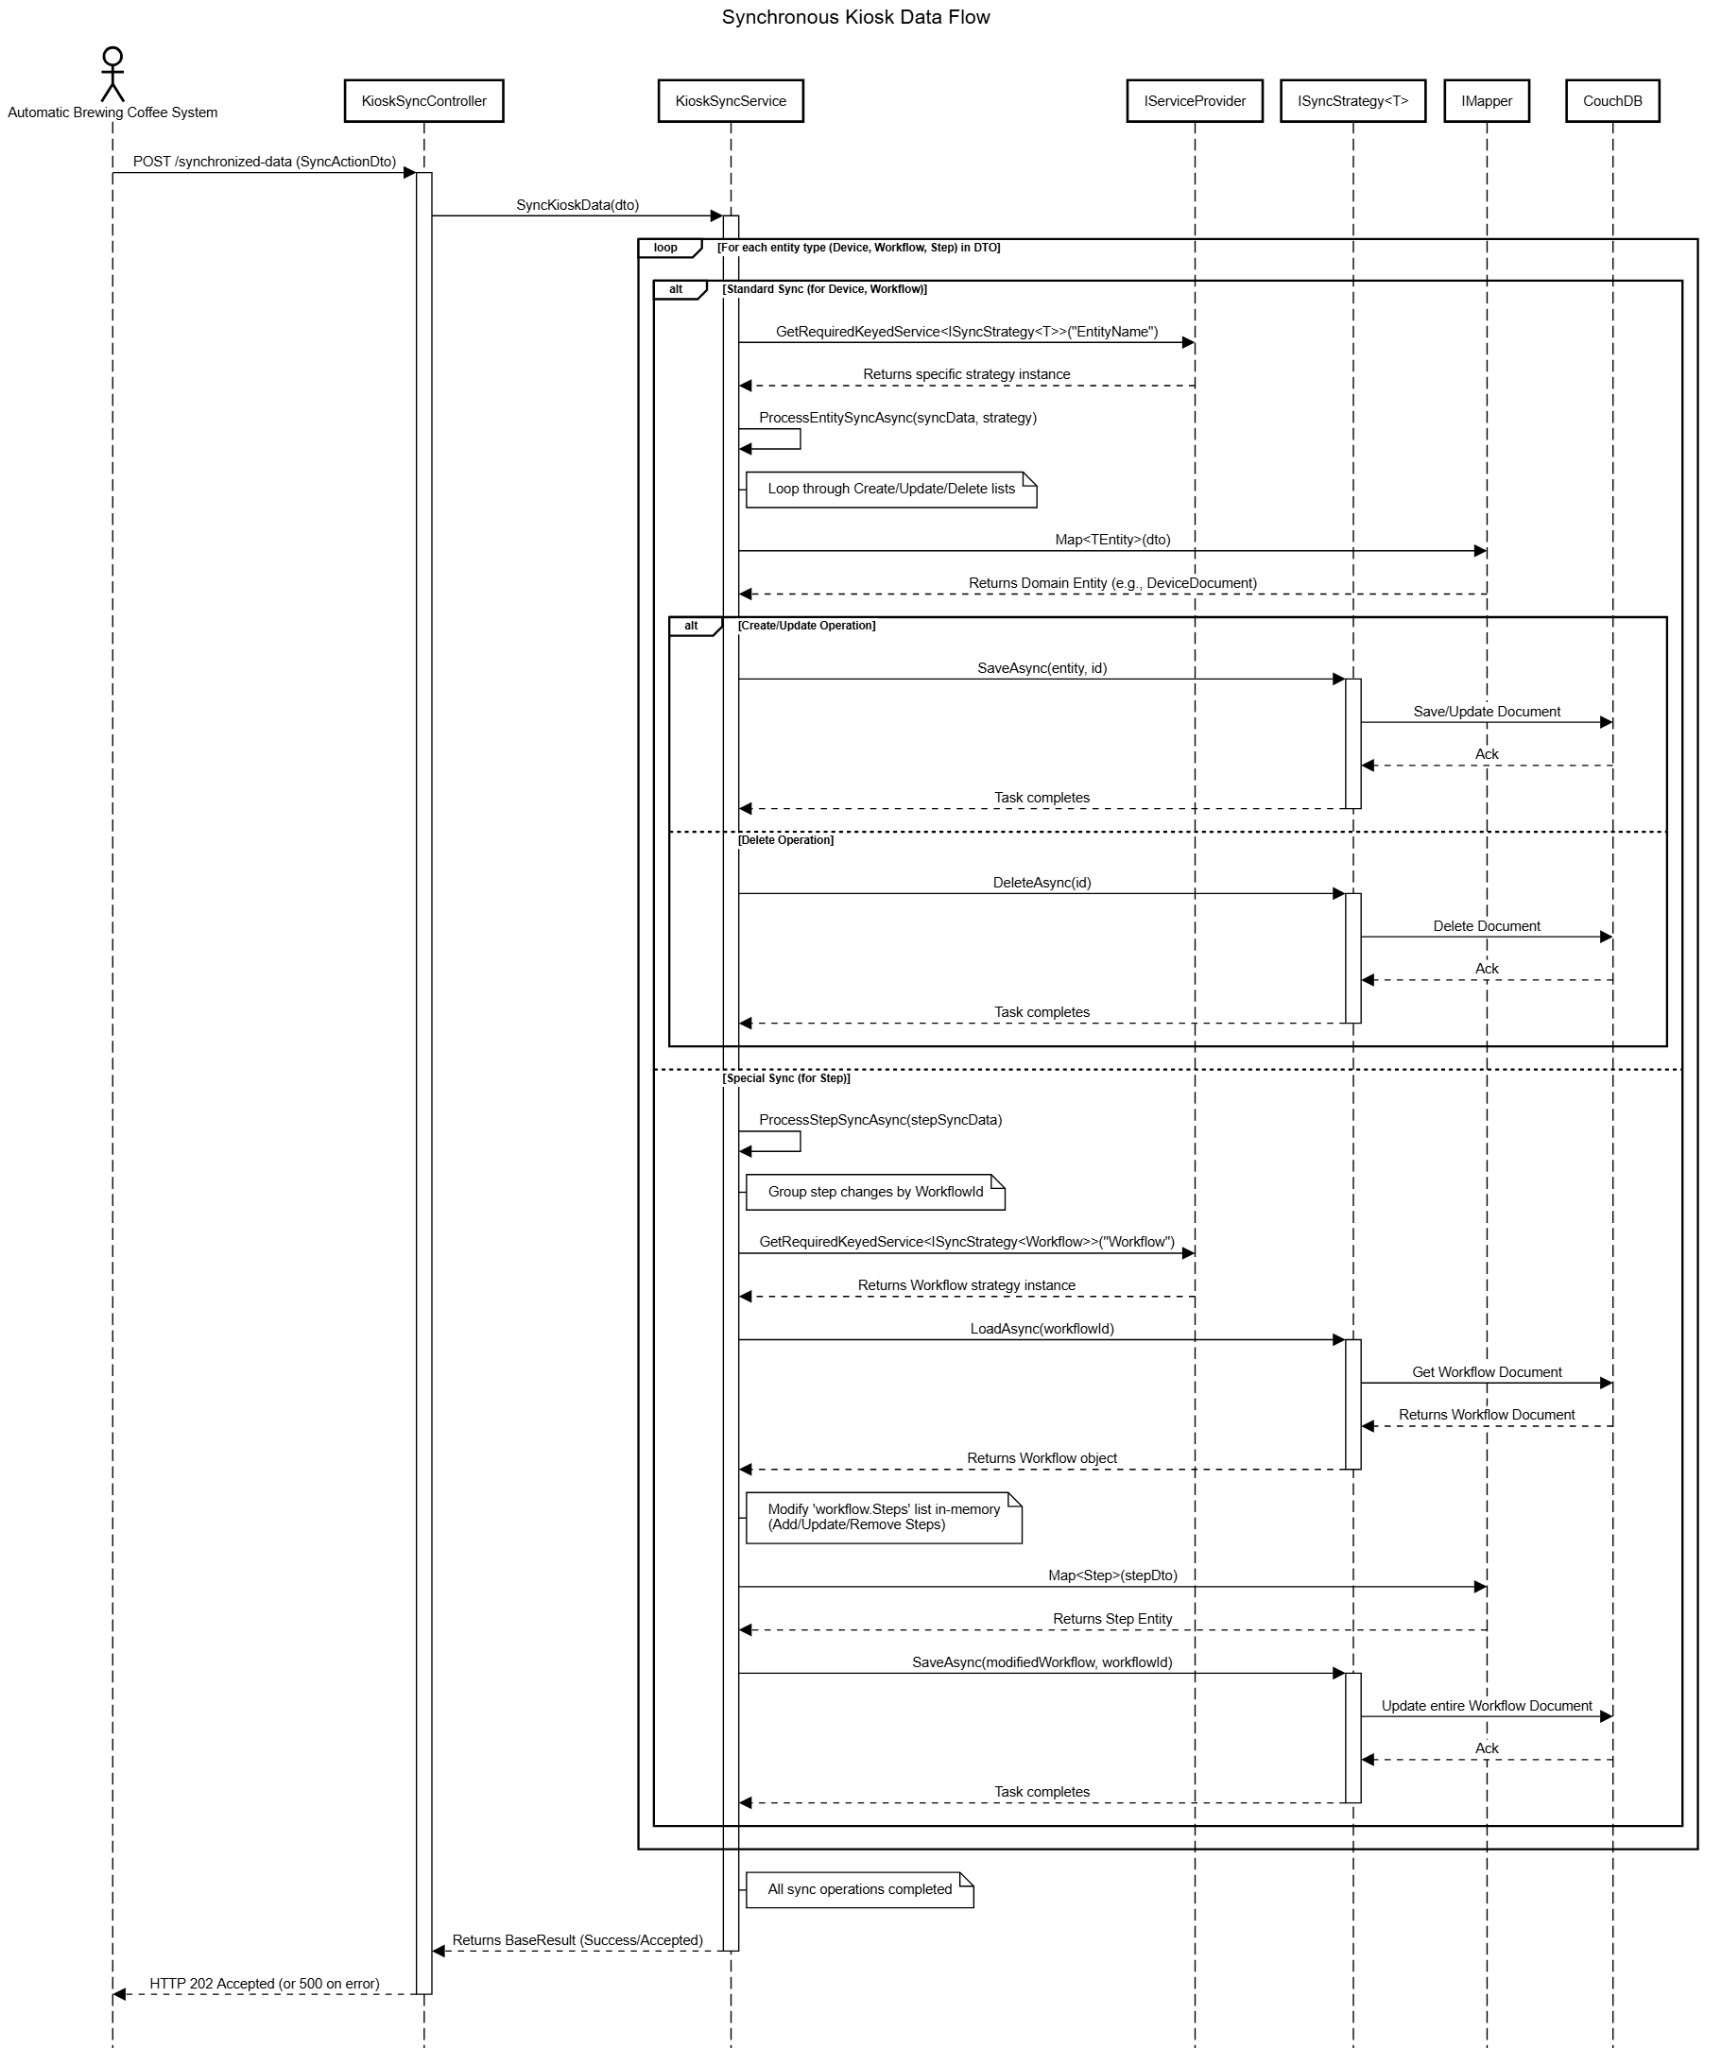 Synchronous Kiosk Data Flow
Automatic Brewing Coffee System
KioskSyncController
KioskSyncService
IServiceProvider
ISyncStrategy<T>
IMapper
CouchDB
POST /synchronized-data (SyncActionDto)
SyncKioskData(dto)
loop
[For each entity type (Device, Workflow, Step) in DTO]
alt
[Standard Sync (for Device, Workflow)]
GetRequiredKeyedService<ISyncStrategy<T>>("EntityName")
Returns specific strategy instance
ProcessEntitySyncAsync(syncData, strategy)
Loop through Create/Update/Delete lists
Map<TEntity>(dto)
Returns Domain Entity (e.g., DeviceDocument)
alt
[Create/Update Operation]
SaveAsync(entity, id)
Save/Update Document
Ack
Task completes
[Delete Operation]
DeleteAsync(id)
Delete Document
Ack
Task completes
[Special Sync (for Step)]
ProcessStepSyncAsync(stepSyncData)
Group step changes by WorkflowId
GetRequiredKeyedService<ISyncStrategy<Workflow>>("Workflow")
Returns Workflow strategy instance
LoadAsync(workflowId)
Get Workflow Document
Returns Workflow Document
Returns Workflow object
Modify 'workflow.Steps' list in-memory
(Add/Update/Remove Steps)
Map<Step>(stepDto)
Returns Step Entity
SaveAsync(modifiedWorkflow, workflowId)
Update entire Workflow Document
Ack
Task completes
All sync operations completed
Returns BaseResult (Success/Accepted)
HTTP 202 Accepted (or 500 on error)